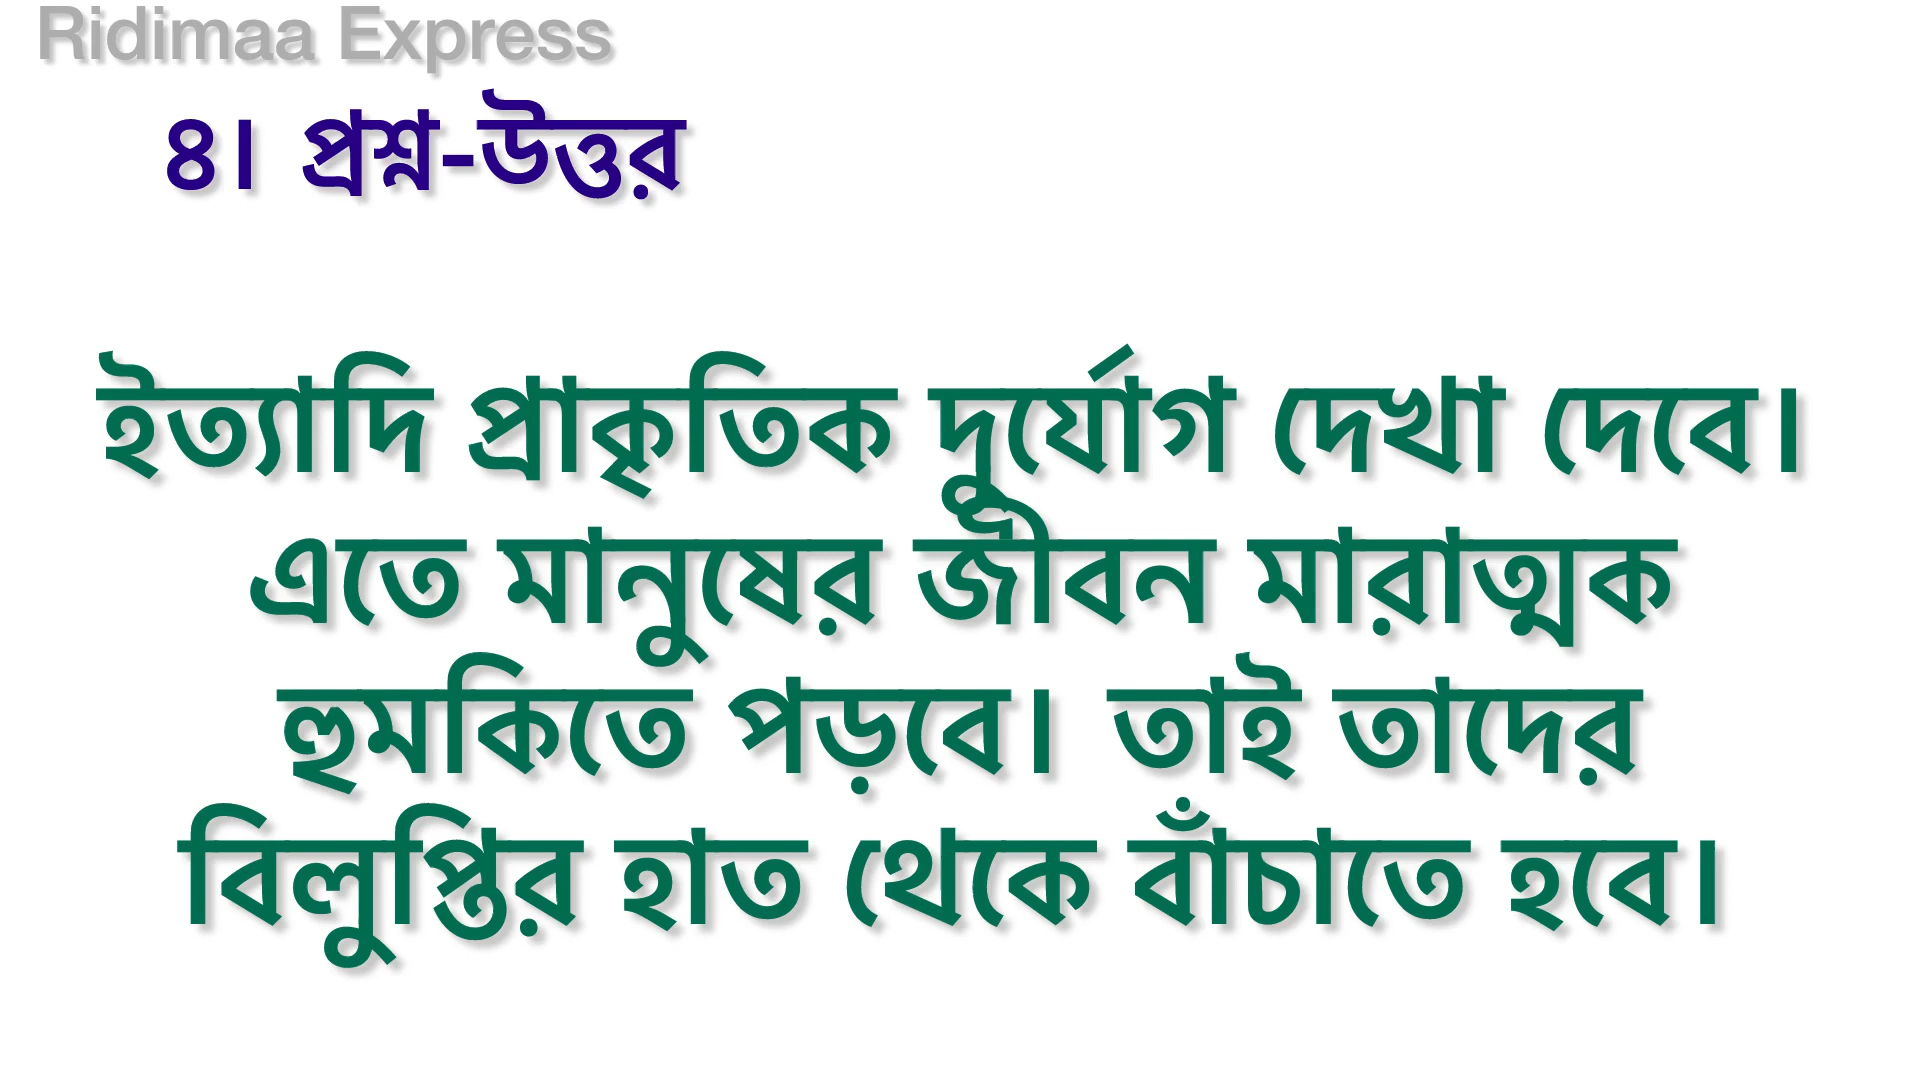 Ridimaa Express
৪। প্রশ্ন-উত্তর
ইত্যাদি প্রাকৃতিক দুর্যোগ দেখা দেবে।
এতে মানুষের জীবন মারাত্মক
হুমকিতে পড়বে। তাই তাদের
বিলুপ্তির হাত থেকে বাঁচাতে হবে।